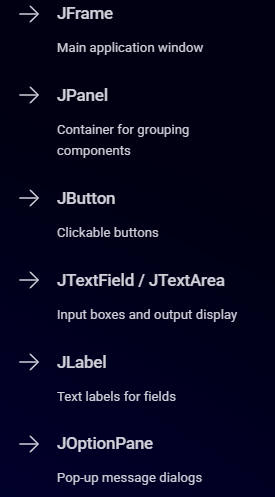 JFrame
Main application window
JPanel
Container for grouping
components
JButton
Clickable buttons
JTextField / JTextArea
Input boxes and output display
JLabel
Text labels for fields
JOptionPane
Pop-up message dialogs